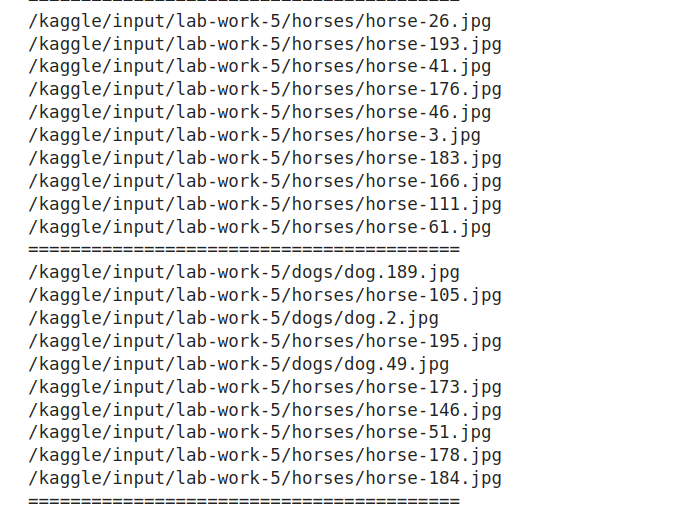 =========================================
/kaggle/input/lab-work-5/horses/horse-26.jpg
/kaggle/input/lab-work-5/horses/horse-193.jpg
/kaggle/input/lab-work-5/horses/horse-41.jpg
/kaggle/input/lab-work-5/horses/horse-176.jpg
/kaggle/input/lab-work-5/horses/horse-46.jpg
/kaggle/input/lab-work-5/horses/horse-3.jpg
/kaggle/input/lab-work-5/horses/horse-183.jpg
/kaggle/input/lab-work-5/horses/horse-166.jpg
/kaggle/input/lab-work-5/horses/horse-111.jpg
/kaggle/input/lab-work-5/horses/horse-61.jpg
=========================================
/kaggle/input/lab-work-5/dogs/dog.189.jpg
/kaggle/input/lab-work-5/horses/horse-105.jpg
/kaggle/input/lab-work-5/dogs/dog.2.jpg
/kaggle/input/lab-work-5/horses/horse-195.jpg
/kaggle/input/lab-work-5/dogs/dog.49.jpg
/kaggle/input/lab-work-5/horses/horse-173.jpg
/kaggle/input/lab-work-5/horses/horse-146.jpg
/kaggle/input/lab-work-5/horses/horse-51.jpg
/kaggle/input/lab-work-5/horses/horse-178.jpg
/kaggle/input/lab-work-5/horses/horse-184.jpg
=========================================